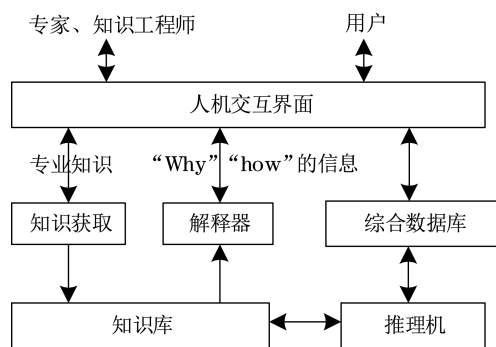 专家、知识工程师
用户
人机交互界面
专业知识
“Why”“how”的信息
知识获取
解释器
综合数据库
知识库
推理机